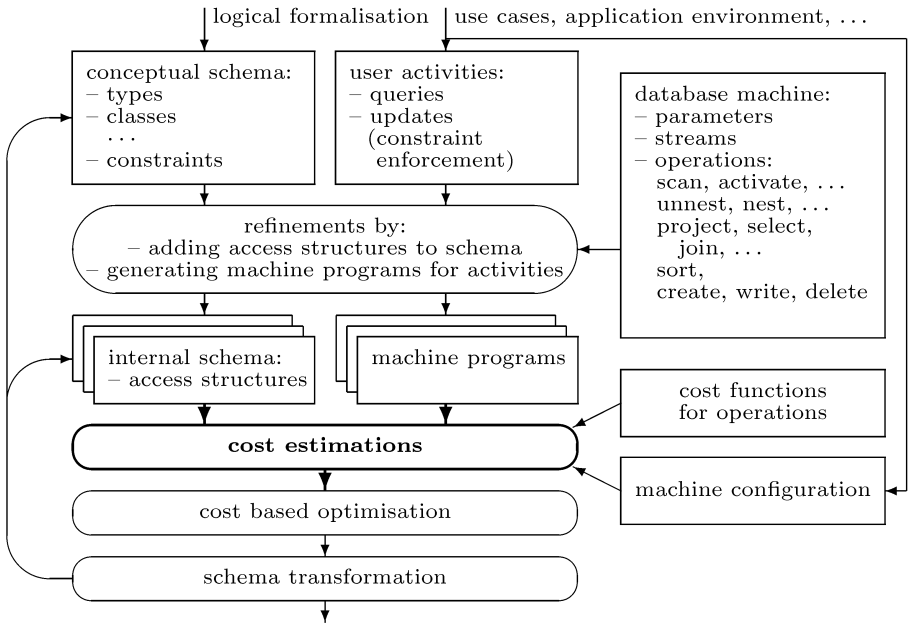 logical formalisation
use cases, application environment, ...
conceptual schema:
– types
– classes
...
– constraints
user activities:
– queries
– updates
(constraint
enforcement)
database machine:
– parameters
– streams
– operations:
scan, activate, ...
unnest, nest, ...
project, select,
join, ...
sort,
create, write, delete
refinements by:
– adding access structures to schema
– generating machine programs for activities
internal schema:
– access structures
machine programs
cost functions
for operations
cost estimations
machine configuration
cost based optimisation
schema transformation